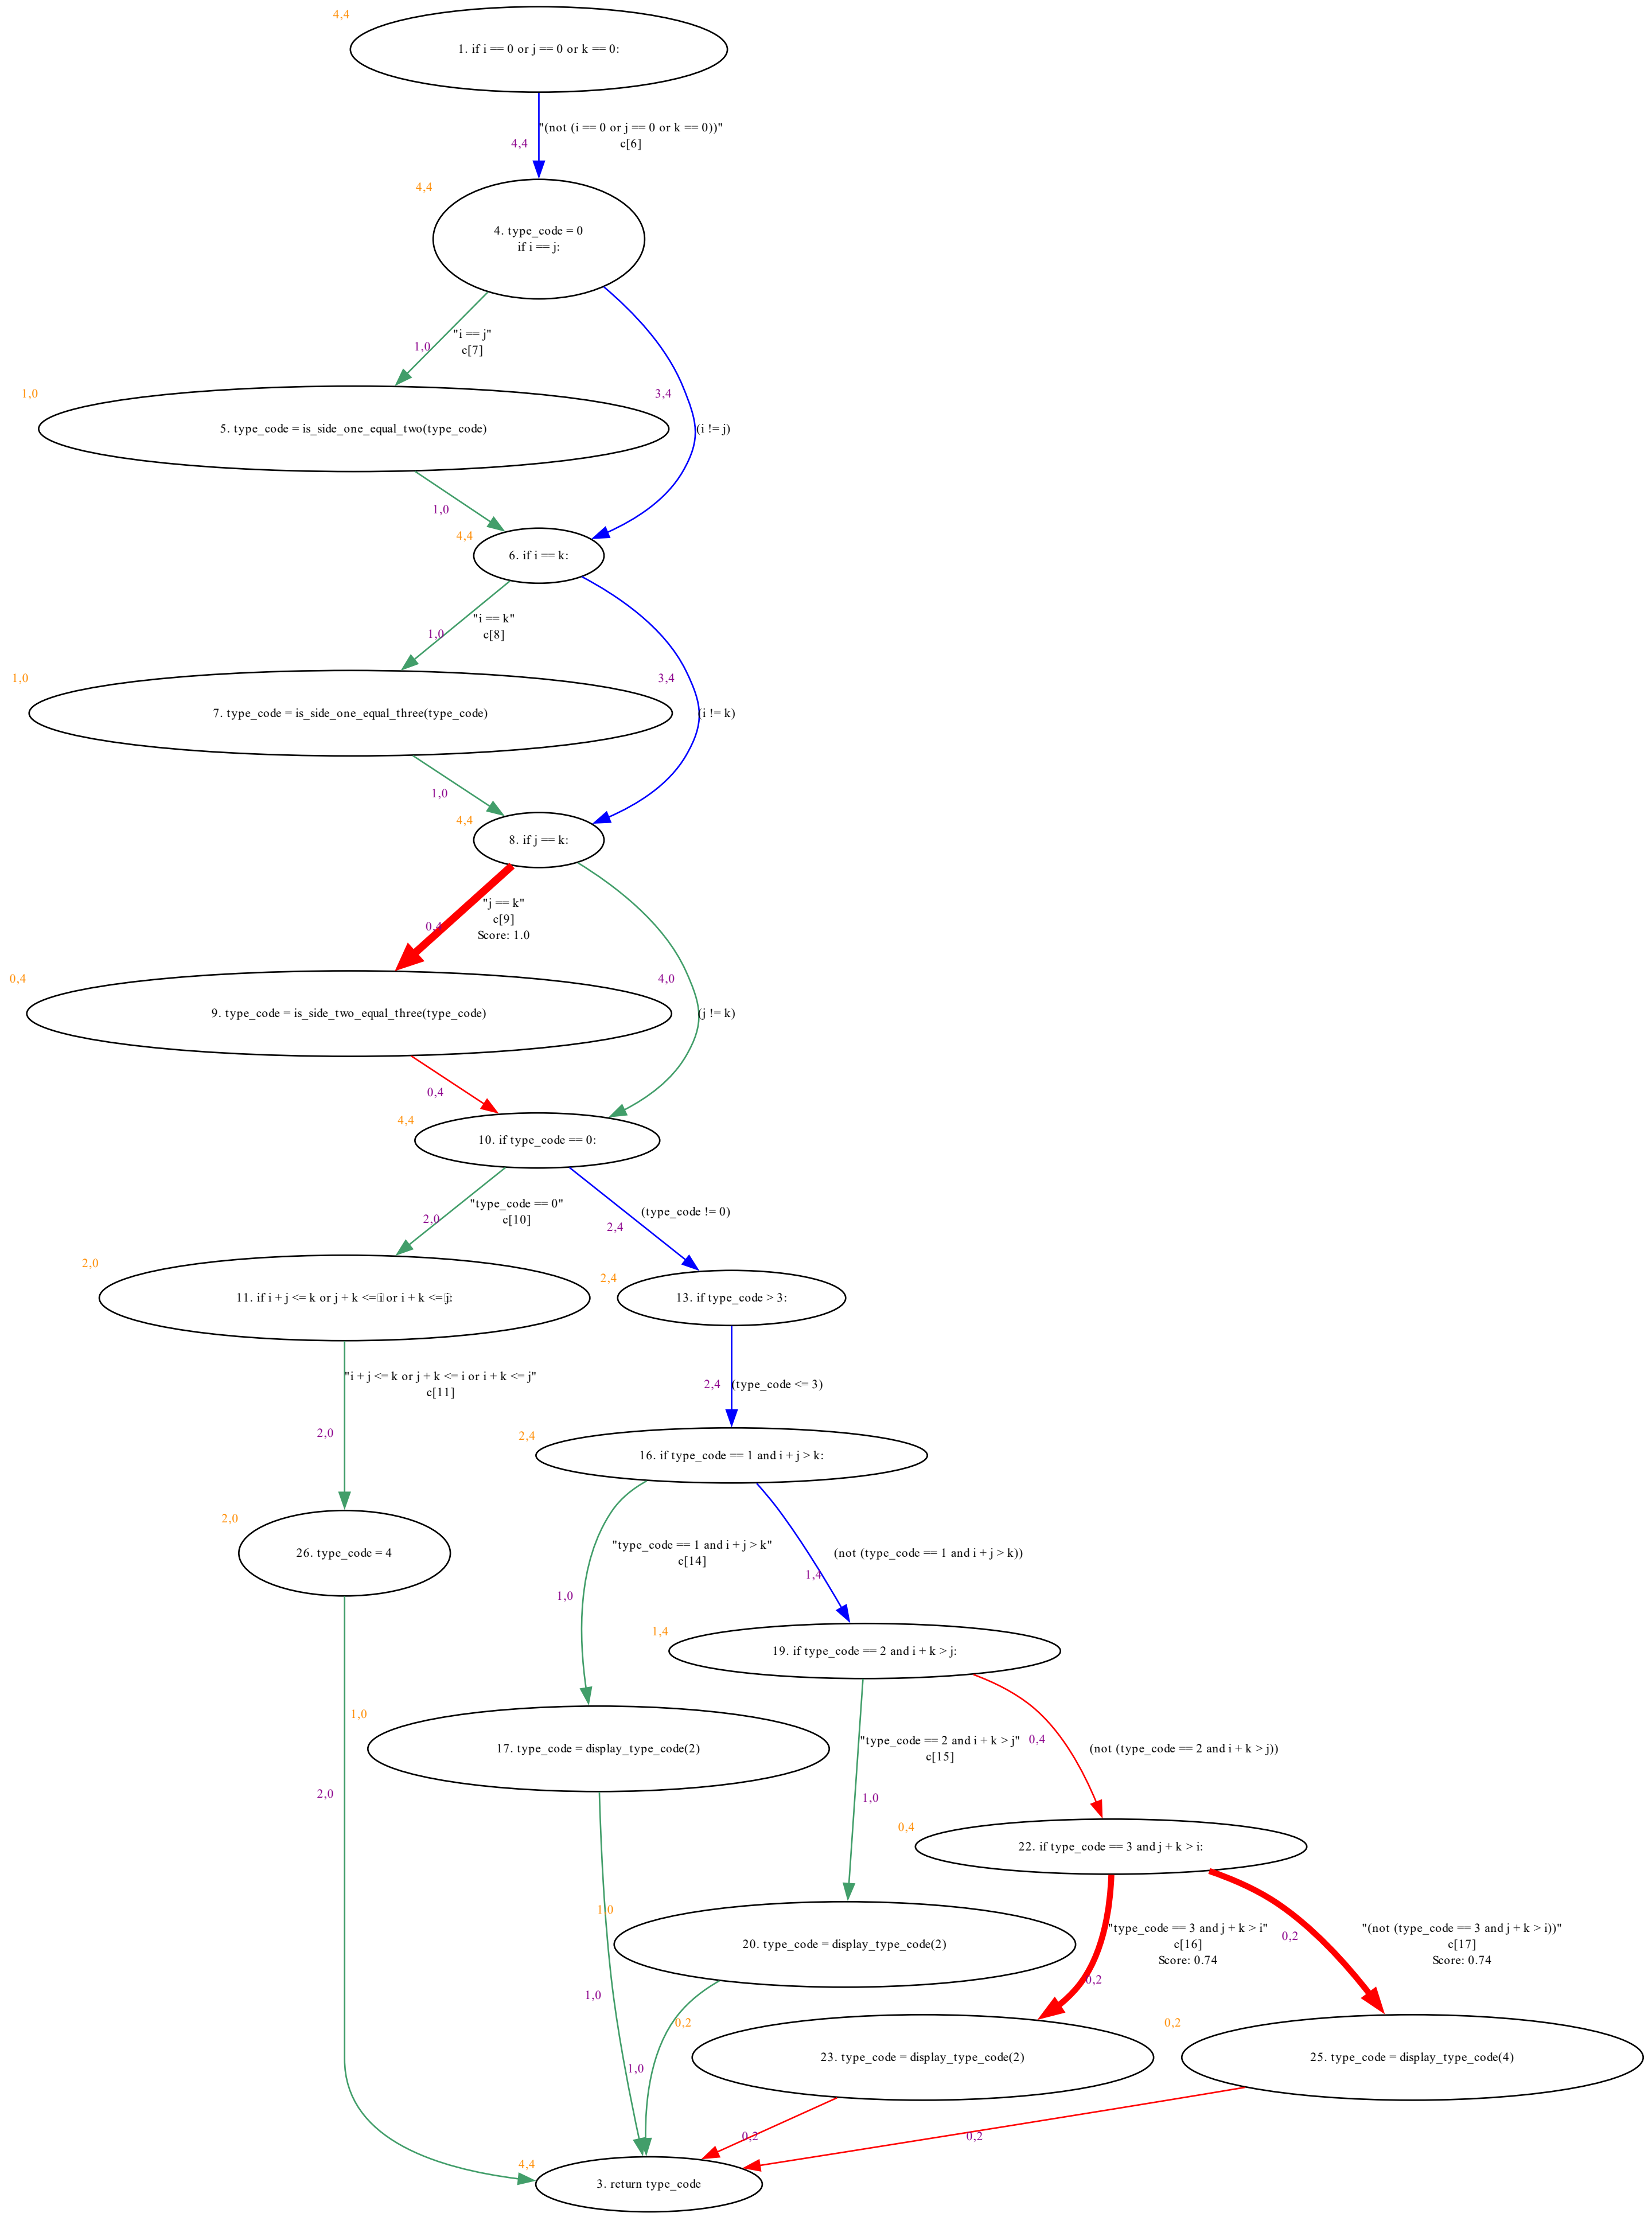 4,4
1. if i == 0 or j == 0 or k == 0:
"(not (i == 0 or j == 0 or k == 0))"
c[6]
4,4
4,4
4. type_code = 0
if i == j:
"i == j"
c[7]
1,0
3,4
(i != j)
1,0
5. type_code = is_side_one_equal_two(type_code)
1,0
4,4
6. if i == k:
"i == k"
c[8]
1,0
3,4
(i != k)
1,0
7. type_code = is_side_one_equal_three(type_code)
1,0
4,4
8. if j == k:
"j == k"
c[9]
Score: 1.0
0,4
4,0
(j != k)
0,4
9. type_code = is_side_two_equal_three(type_code)
0,4
4,4
10. if type_code == 0:
"type_code == 0"
c[10]
2,0
(type_code != 0)
2,4
2,0
11. if i + j <= k or j + k <= i or i + k <= j:
2,4
13. if type_code > 3:
"i + j <= k or j + k <= i or i + k <= j"
c[11]
2,0
2,4
(type_code <= 3)
2,4
16. if type_code == 1 and i + j > k:
2,0
26. type_code = 4
"type_code == 1 and i + j > k"
c[14]
1,0
(not (type_code == 1 and i + j > k))
1,4
1,4
19. if type_code == 2 and i + k > j:
1,0
17. type_code = display_type_code(2)
"type_code == 2 and i + k > j"
c[15]
1,0
0,4
(not (type_code == 2 and i + k > j))
2,0
0,4
22. if type_code == 3 and j + k > i:
1,0
20. type_code = display_type_code(2)
"type_code == 3 and j + k > i"
c[16]
Score: 0.74
0,2
0,2
"(not (type_code == 3 and j + k > i))"
c[17]
Score: 0.74
1,0
0,2
23. type_code = display_type_code(2)
0,2
25. type_code = display_type_code(4)
1,0
0,2
0,2
4,4
3. return type_code